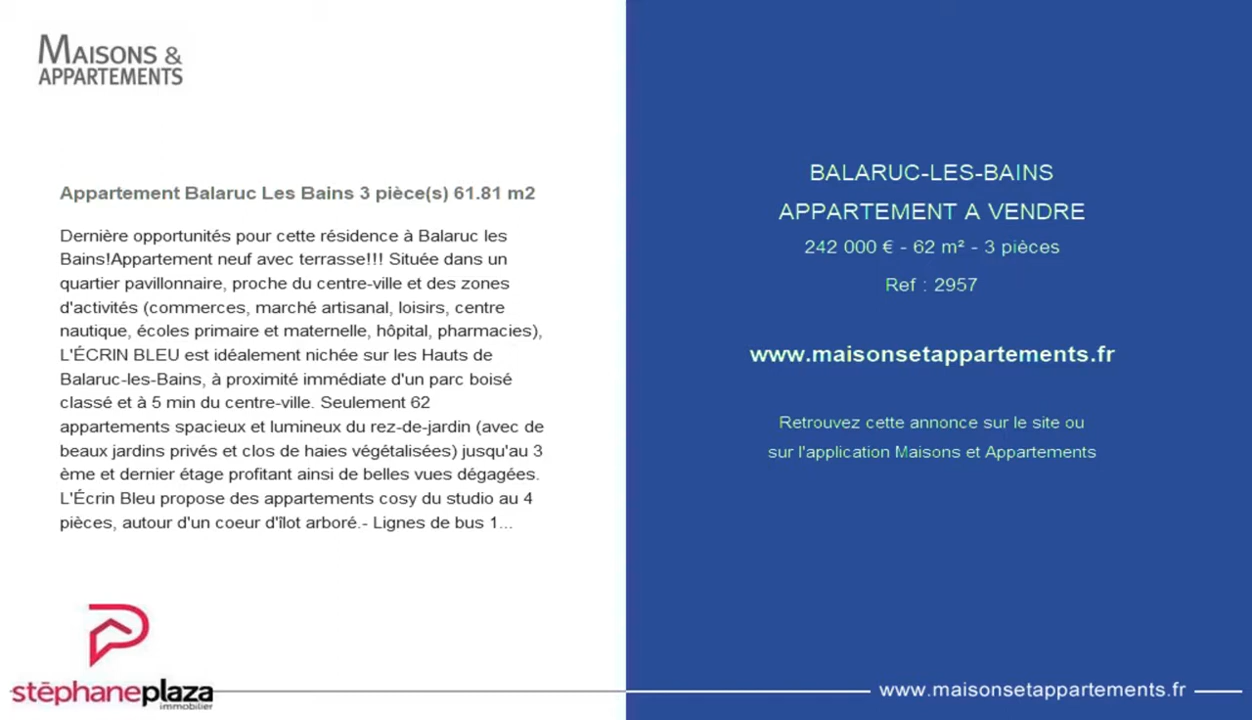 MAISONS &
APPARTEMENTS
Appartement Balaruc Les Bains 3 pièce(s) 61.81 m2
Dernière opportunités pour cette résidence à Balaruc les
Bains!Appartement neuf avec terrasse!!! Située dans un
quartier pavillonnaire, proche du centre-ville et des zones
d'activités (commerces, marché artisanal, loisirs, centre
nautique, écoles primaire et maternelle, hôpital, pharmacies),
L'ÉCRIN BLEU est idéalement nichée sur les Hauts de
Balaruc-les-Bains, à proximité immédiate d'un parc boisé
classé et à 5 min du centre-ville. Seulement 62
appartements spacieux et lumineux du rez-de-jardin (avec de
beaux jardins privés et clos de haies végétalisées) jusqu'au 3
ème et dernier étage profitant ainsi de belles vues dégagées.
L'Écrin Bleu propose des appartements cosy du studio au 4
pièces, autour d'un coeur d'îlot arboré.- Lignes de bus 1...
stéphaneplaza
immobilier
BALARUC-LES-BAINS
APPARTEMENT A VENDRE
242 000 € - 62 m² - 3 pièces
Ref : 2957
www.maisonsetappartements.fr
Retrouvez cette annonce sur le site ou
sur l'application Maisons et Appartements
www.maisonsetappartements.fr